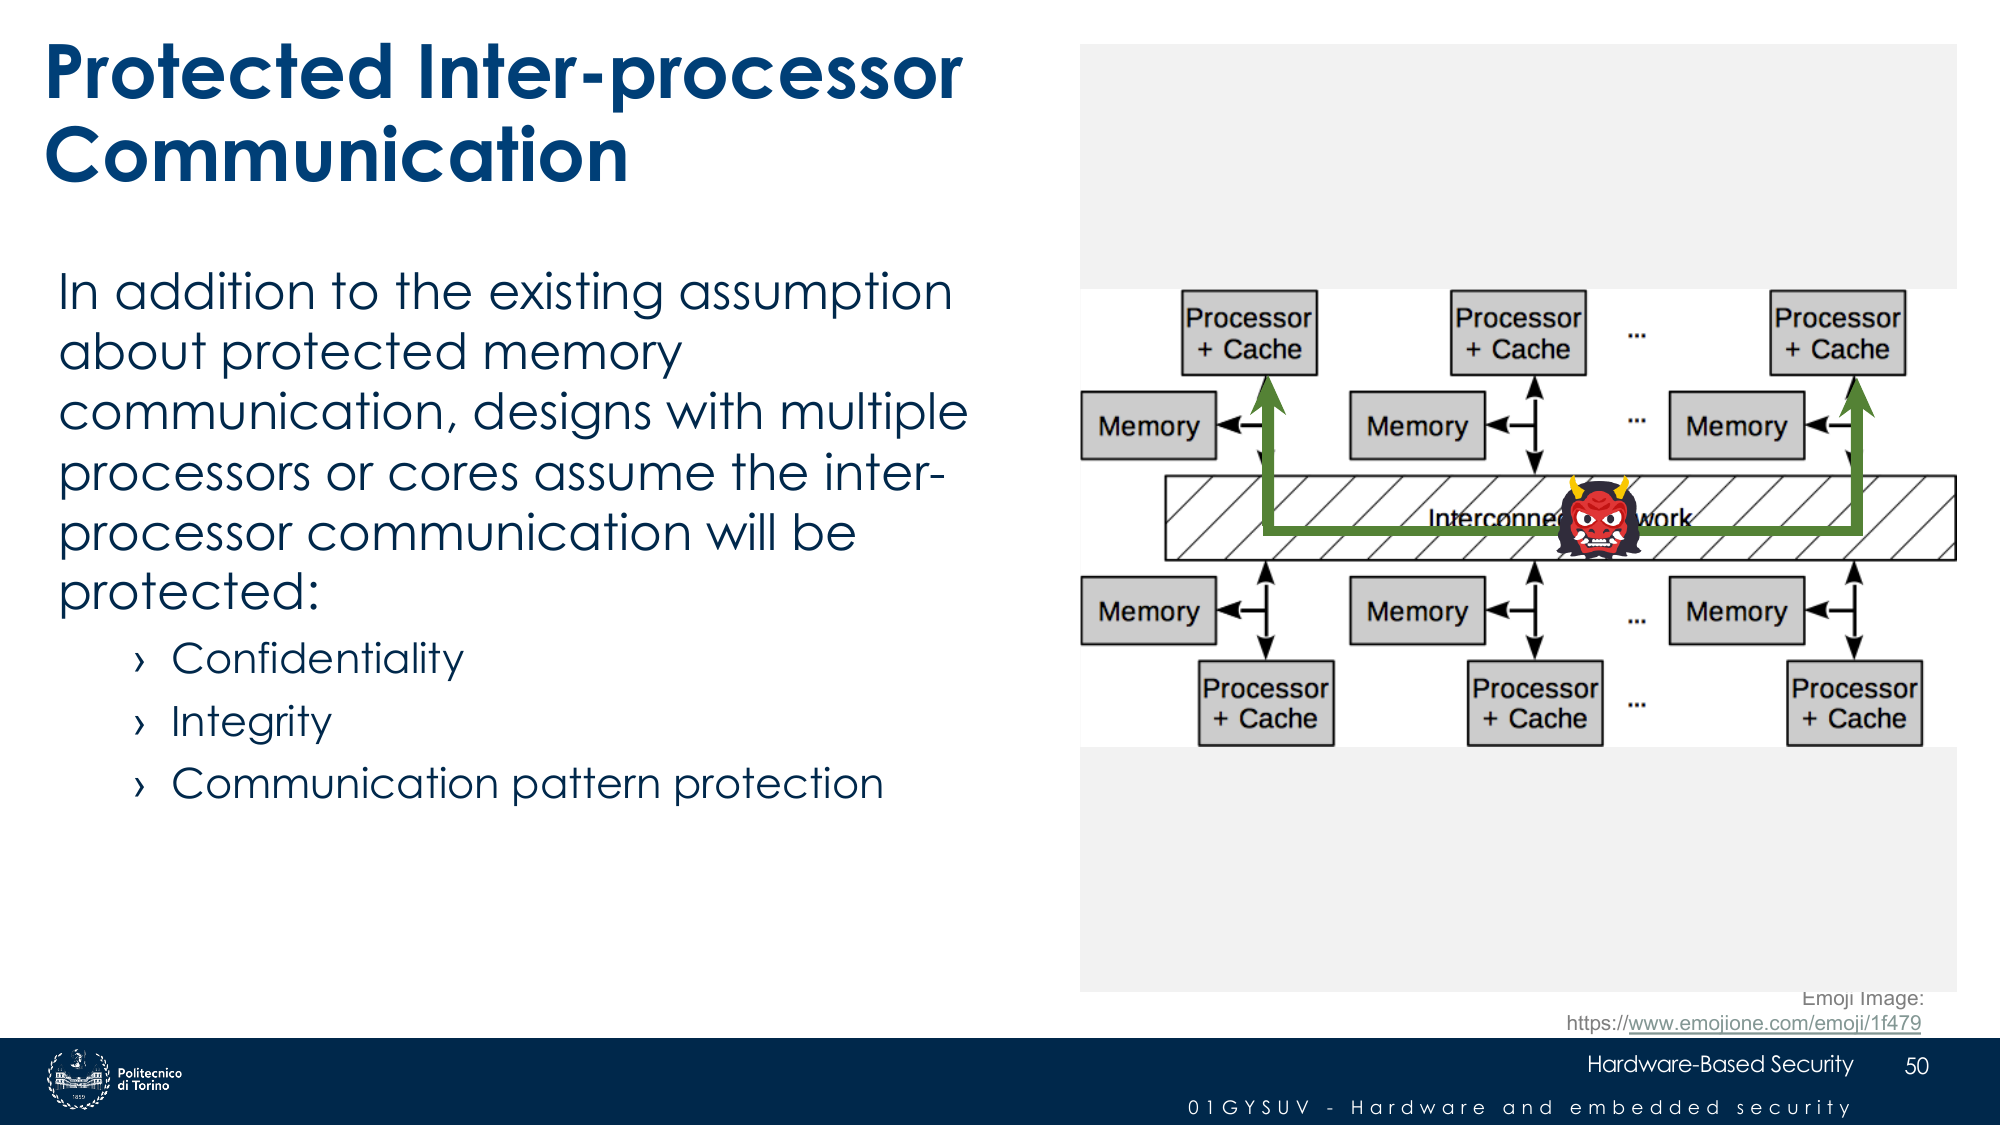 Protected Inter-processor
Communication
In addition to the existing assumption
about protected memory
communication, designs with multiple
processors or cores assume the inter-
processor communication will be
protected:
› Confidentiality
› Integrity
› Communication pattern protection
Processor
+ Cache
Processor
+ Cache
...
Processor
+ Cache
Memory
Memory
...
Memory
Memory
Memory
...
Memory
Processor
+ Cache
Processor
+ Cache
...
Processor
+ Cache
Emoji Image:
https://www.emojione.com/emoji/1f479
Politecnico
di Torino
1859
Hardware-Based Security
50
01GYSUV - Hardware and embedded security